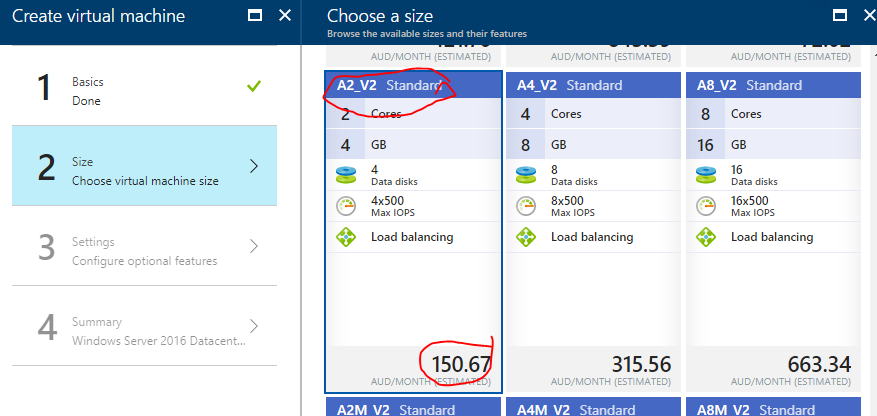 Create virtual machine
1
Basics
Done
2
Size
Choose virtual machine size
3
Settings
Configure optional features
4
Summary
Windows Server 2016 Datacent...
Choose a size
Browse the available sizes and their features
AUD/MONTH (ESTIMATED)
AUD/MONTH (ESTIMATED)
AUD/MONTH (ESTIMATED)
A2_V2 Standard
2 Cores
4 GB
4
Data disks
4x500
Max IOPS
Load balancing
150.67
AUD/MONTH (ESTIMATED)
A4_V2 Standard
4 Cores
8 GB
8
Data disks
8x500
Max IOPS
Load balancing
315.56
AUD/MONTH (ESTIMATED)
A8_V2 Standard
8 Cores
16 GB
16
Data disks
16x500
Max IOPS
Load balancing
663.34
AUD/MONTH (ESTIMATED)
A2M_V2 Standard
A4M_V2 Standard
A8M_V2 Standard